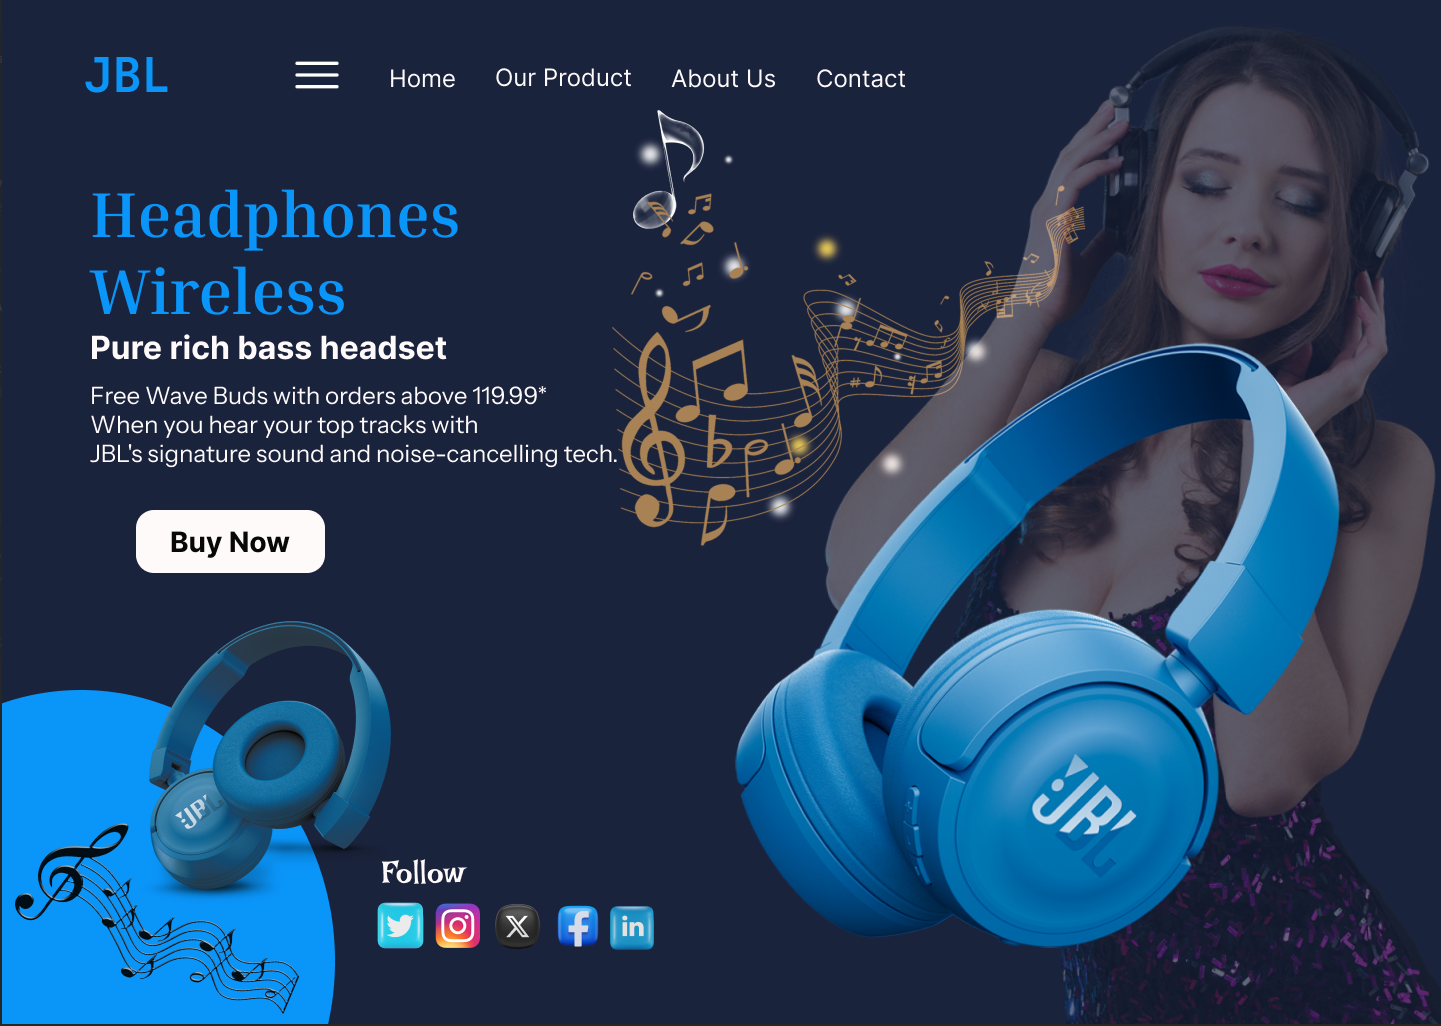 JBL
Home Our Product About Us Contact
Headphones
Wireless
Pure rich bass headset
Free Wave Buds with orders above 119.99*
When you hear your top tracks with
JBL's signature sound and noise-cancelling tech.
Buy Now
JBL
JBL
Follow
X
f
in